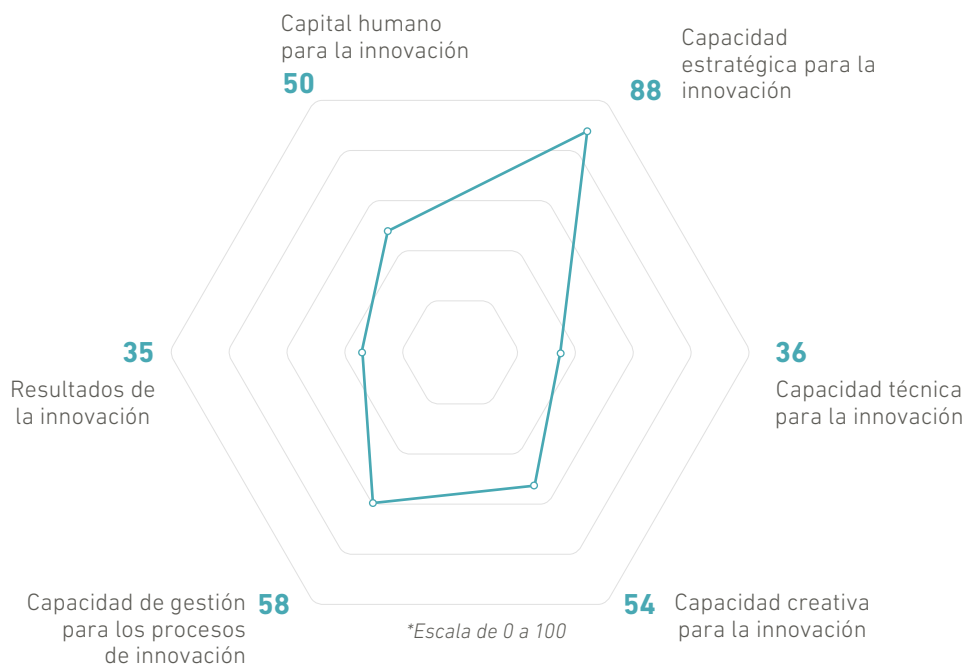 Capital humano
para la innovación
50
Capacidad
estratégica para la
innovación
88
35
Resultados de
la innovación
36
Capacidad técnica
para la innovación
Capacidad de gestión
para los procesos
de innovación
58
*Escala de 0 a 100
54
Capacidad creativa
para la innovación